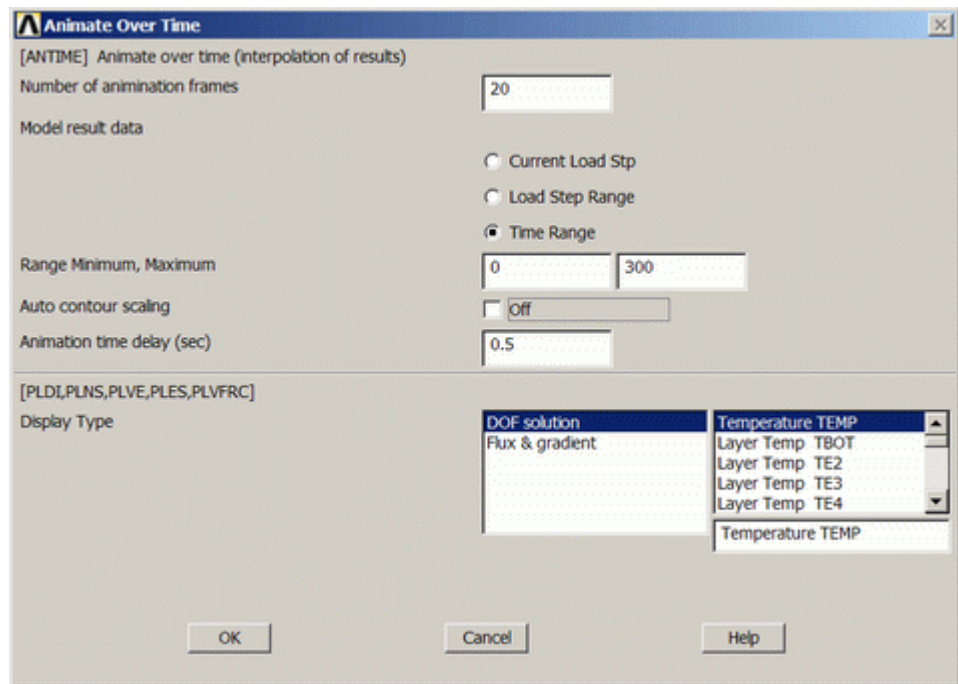 Animate Over Time
[ANTIME] Animate over time (interpolation of results)
Number of animination frames
20
Model result data
Current Load Stp
Load Step Range
Time Range
Range Minimum, Maximum
0
300
Auto contour scaling
Off
Animation time delay (sec)
0.5
[PLDI,PLNS,PLVE,PLES,PLVFRC]
Display Type
DOF solution
Flux & gradient
Temperature TEMP
Layer Temp TBOT
Layer Temp TE2
Layer Temp TE3
Layer Temp TE4
Temperature TEMP
OK
Cancel
Help